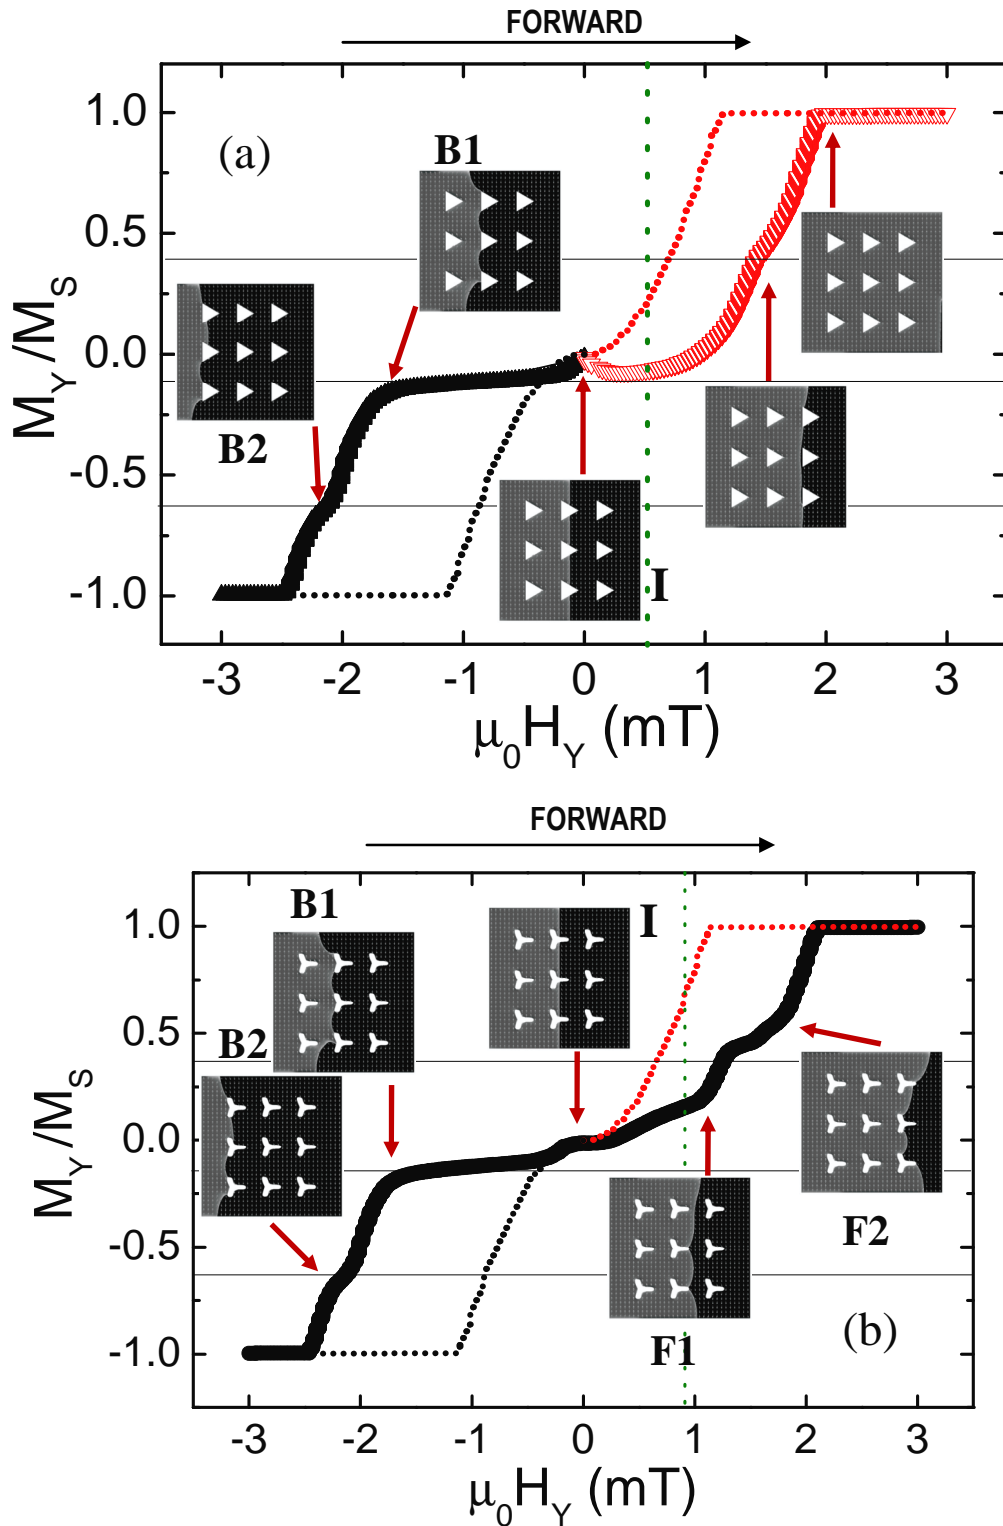 FORWARD
1.0
0.5
0.0
-0.5
-1.0
M_Y/M_S
(a)
B1
B2
I
-3 -2 -1 0 1 2 3
μ₀H_Y (mT)
FORWARD
1.0
0.5
0.0
-0.5
-1.0
M_Y/M_S
B1
I
B2
F2
F1
(b)
-3 -2 -1 0 1 2 3
μ₀H_Y (mT)